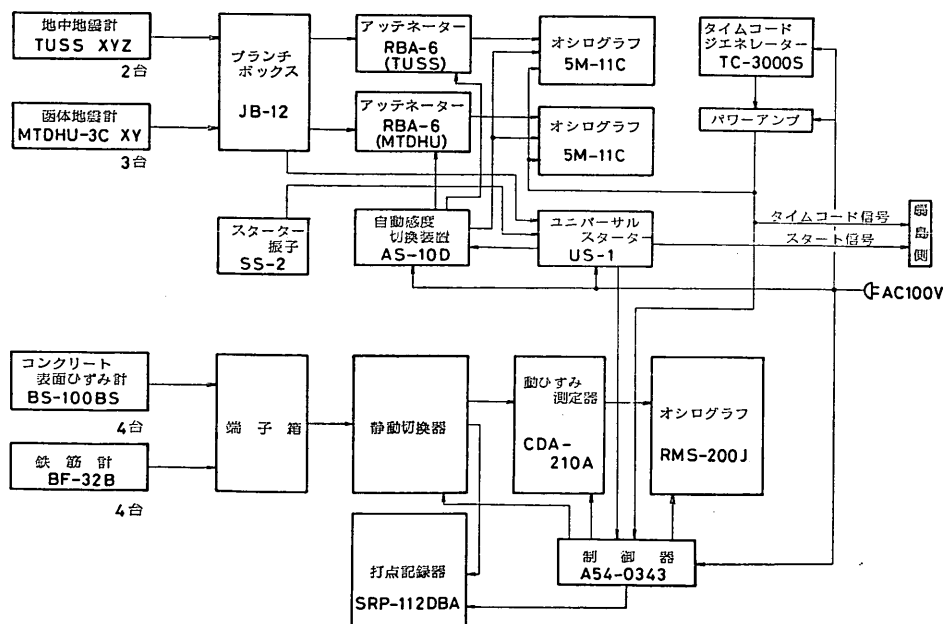 地中地震計
TUSS XYZ
2台
函体地震計
MTDHU-3C XY
3台
ブランチ
ボックス
JB-12
アッテネーター
RBA-6
(TUSS)
アッテネーター
RBA-6
(MTDHU)
オシログラフ
5M-11C
オシログラフ
5M-11C
タイムコード
ジエネレーター
TC-3000S
パワーアンプ
スターター
振子
SS-2
自動感度
切換装置
AS-10D
ユニバーサル
スターター
US-1
タイムコード信号
スタート信号
扇島側
AC100V
コンクリート
表面ひずみ計
BS-100BS
4台
鉄筋計
BF-32B
4台
端子箱
静動切換器
動ひずみ
測定器
CDA-
210A
オシログラフ
RMS-200J
打点記録器
SRP-112DBA
制御器
A54-0343